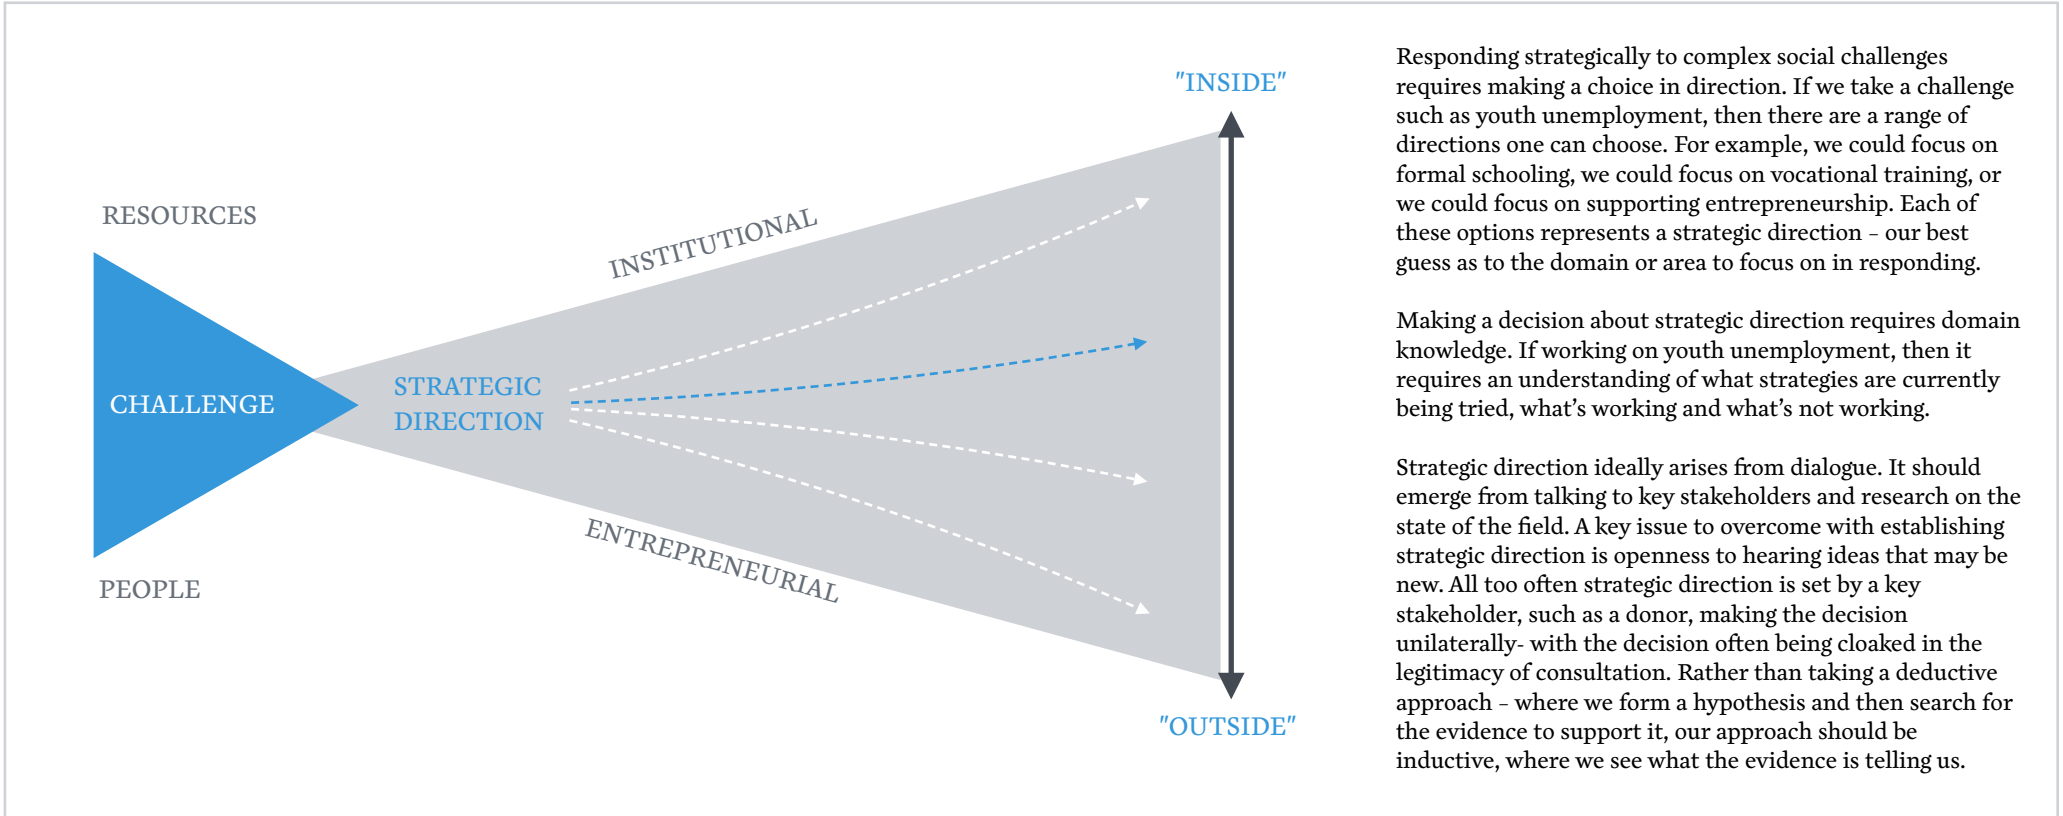 "INSIDE"
RESOURCES
INSTITUTIONAL
CHALLENGE
STRATEGIC
DIRECTION
ENTREPRENEURIAL
PEOPLE
"OUTSIDE"
Responding strategically to complex social challenges
requires making a choice in direction. If we take a challenge
such as youth unemployment, then there are a range of
directions one can choose. For example, we could focus on
formal schooling, we could focus on vocational training, or
we could focus on supporting entrepreneurship. Each of
these options represents a strategic direction – our best
guess as to the domain or area to focus on in responding.
Making a decision about strategic direction requires domain
knowledge. If working on youth unemployment, then it
requires an understanding of what strategies are currently
being tried, what’s working and what’s not working.
Strategic direction ideally arises from dialogue. It should
emerge from talking to key stakeholders and research on the
state of the field. A key issue to overcome with establishing
strategic direction is openness to hearing ideas that may be
new. All too often strategic direction is set by a key
stakeholder, such as a donor, making the decision
unilaterally- with the decision often being cloaked in the
legitimacy of consultation. Rather than taking a deductive
approach – where we form a hypothesis and then search for
the evidence to support it, our approach should be
inductive, where we see what the evidence is telling us.